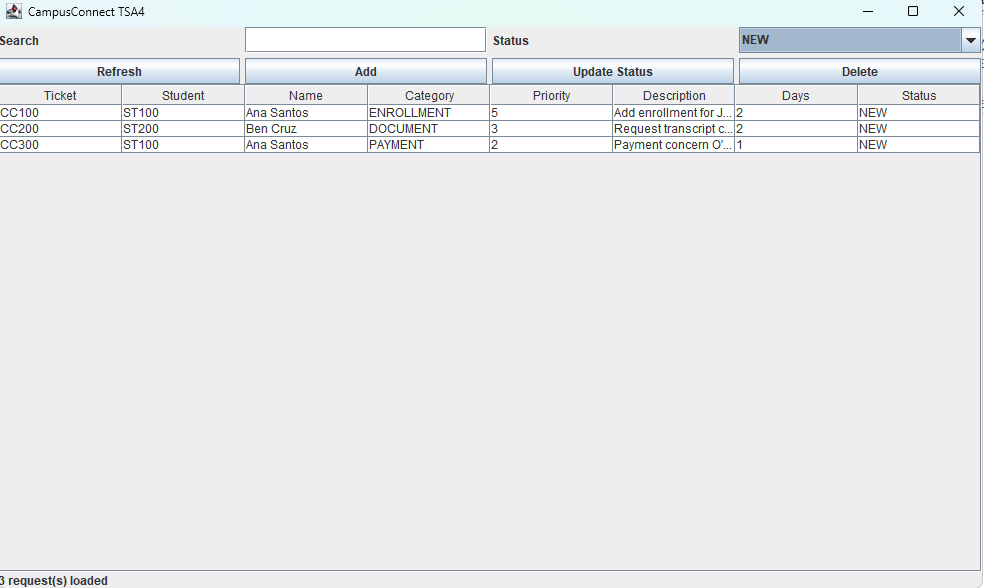 CampusConnect TSA4
Search Status NEW
Refresh Add Update Status Delete
Ticket Student Name Category Priority Description Days Status
CC100 ST100 Ana Santos ENROLLMENT 5 Add enrollment for J... 2 NEW
CC200 ST200 Ben Cruz DOCUMENT 3 Request transcript c... 2 NEW
CC300 ST100 Ana Santos PAYMENT 2 Payment concern O'... 1 NEW
3 request(s) loaded